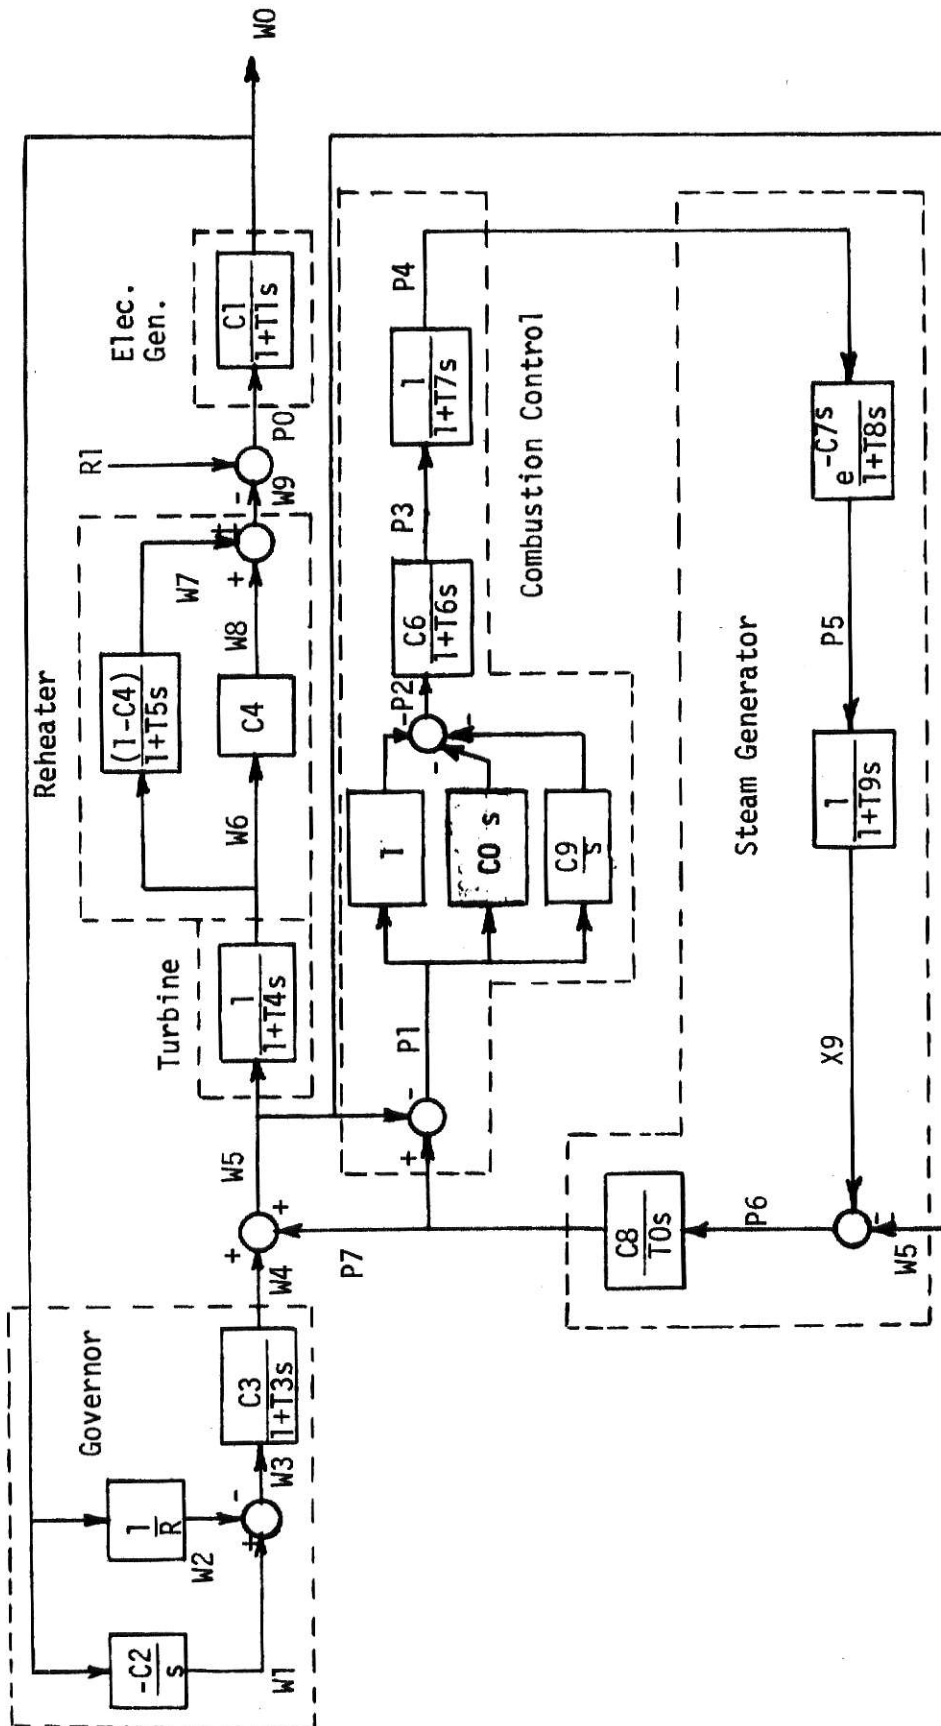 Governor
-C2
s
W1
1
R
W2
-
+
W3
C3
1+T3s
W4
+
+
W5
P7
Turbine
1
1+T4s
Reheater
W6
(1-C4)
1+T5s
C4
W7
W8
+
+
W9
-
R1
P0
Elec.
Gen.
C1
1+T1s
W0
+
-
P1
T
C0 s
C9
s
-
-
-
P2
C6
1+T6s
P3
1
1+T7s
P4
Combustion Control
Steam Generator
e-C7s
1+T8s
P5
1
1+T9s
X9
-
W5
P6
C8
T0s